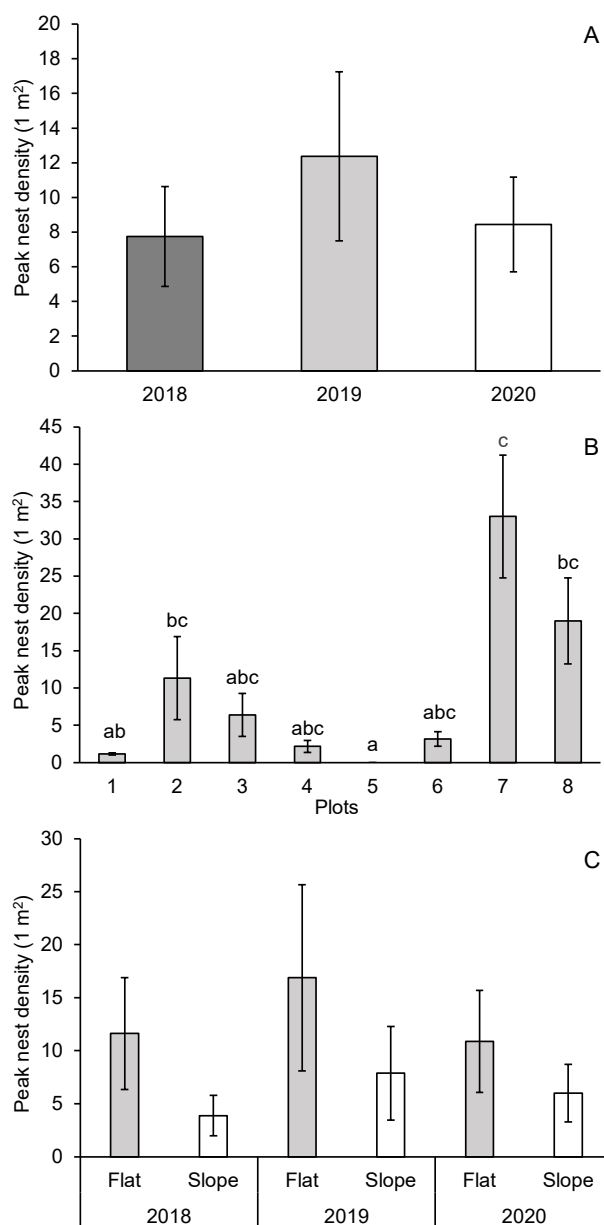 A
Peak nest density (1 m²)
20
18
16
14
12
10
8
6
4
2
0
2018 2019 2020
B
Peak nest density (1 m²)
45
40
35
30
25
20
15
10
5
0
ab bc abc abc a abc c bc
1 2 3 4 5 6 7 8
Plots
C
Peak nest density (1 m²)
30
25
20
15
10
5
0
Flat Slope Flat Slope Flat Slope
2018 2019 2020